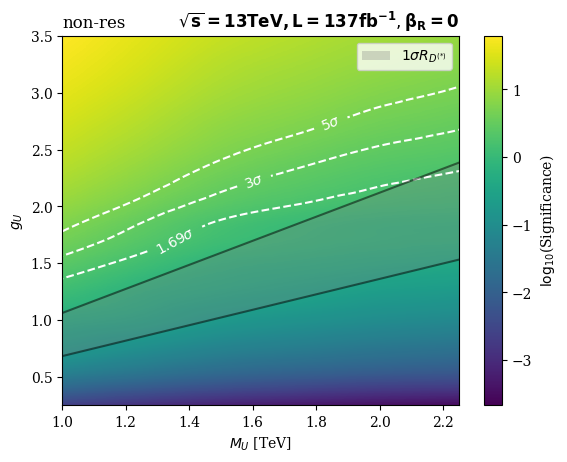 non-res √s = 13TeV, L = 137fb⁻¹, β_R = 0
1σR_D(*)
5σ
3σ
1.69σ
g_U
3.5
3.0
2.5
2.0
1.5
1.0
0.5
1.0 1.2 1.4 1.6 1.8 2.0 2.2
M_U [TeV]
1
0
−1
−2
−3
log₁₀(Significance)